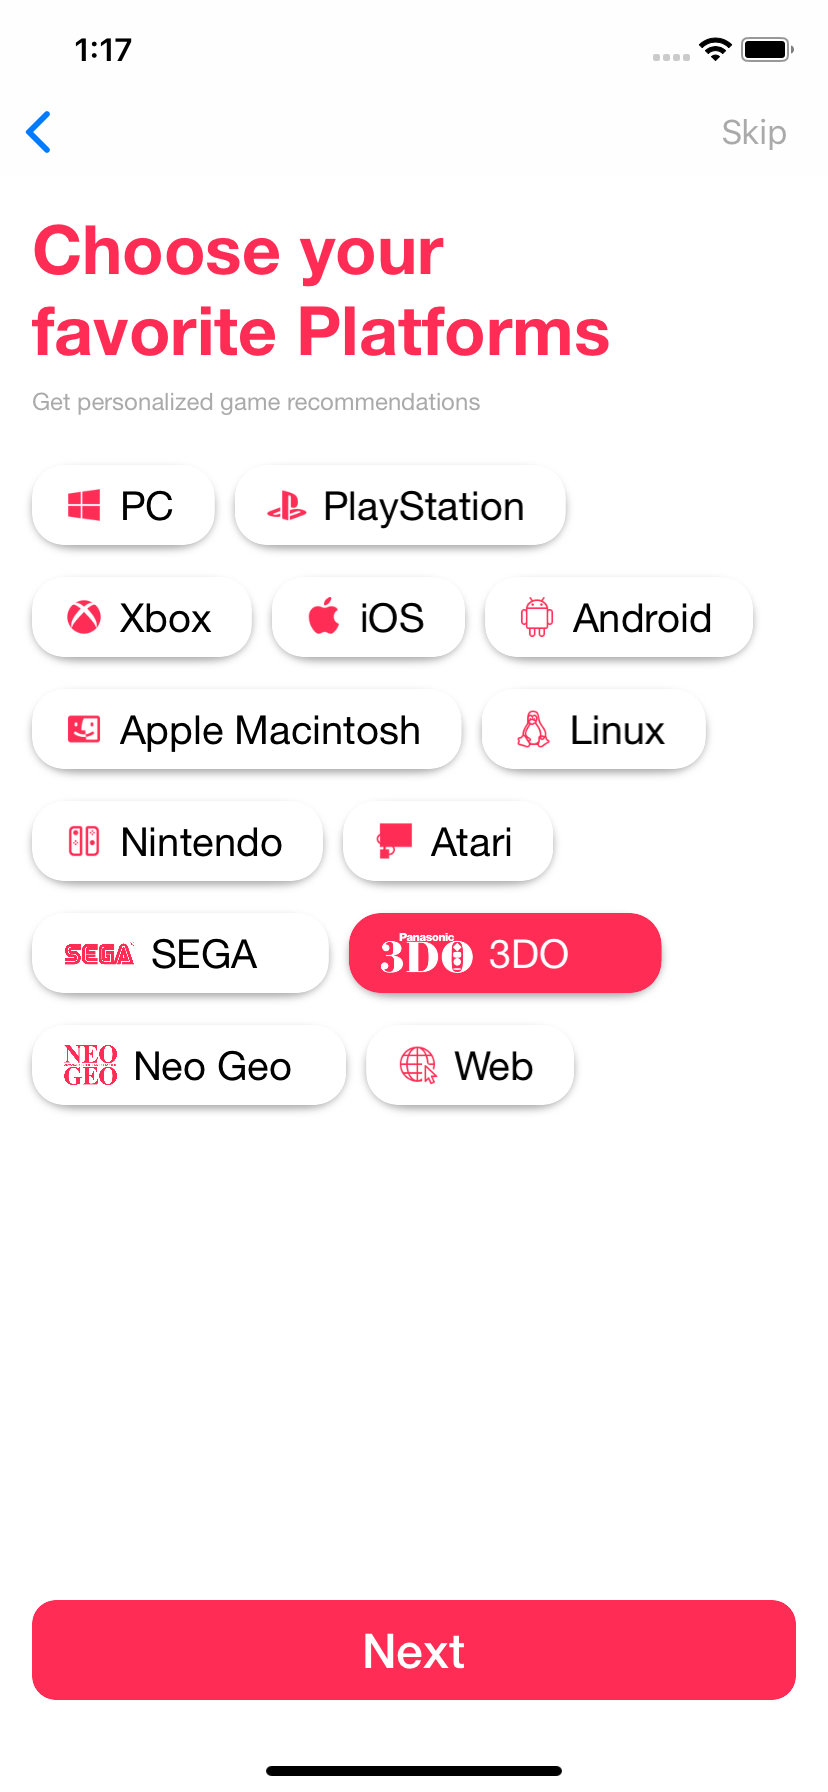 1:17
Skip
Choose your
favorite Platforms
Get personalized game recommendations
PC PlayStation
Xbox iOS Android
Apple Macintosh Linux
Nintendo Atari
SEGA SEGA Panasonic 3DO 3DO
NEO GEO Neo Geo Web
Next